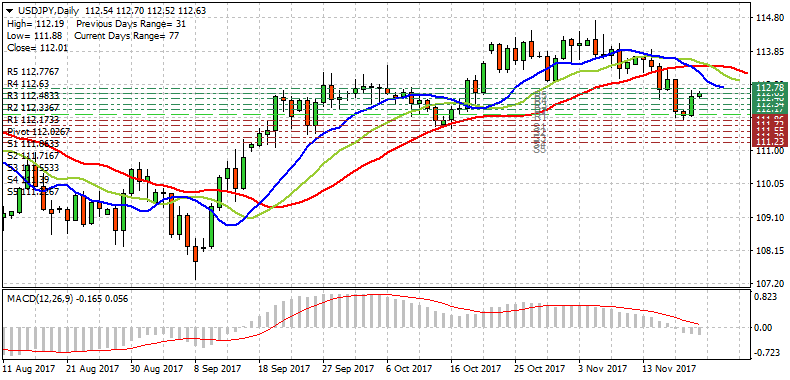 USDJPY,Daily 112.54 112.70 112.52 112.63
High= 112.19 Previous Days Range= 31
Low= 111.88 Current Days Range= 77
Close= 112.01
R5 112.7767
R4 112.63
R3 112.4833
R2 112.3367
R1 112.1733
Pivot 112.0267
S1 111.8633
S2 111.7167
S5
114.80
113.85
112.78
111.23
111.00
110.05
109.10
108.15
107.20
MACD(12,26,9) -0.165 0.056
0.823
0.00
-0.723
11 Aug 2017 21 Aug 2017 30 Aug 2017 8 Sep 2017 18 Sep 2017 27 Sep 2017 6 Oct 2017 16 Oct 2017 25 Oct 2017 3 Nov 2017 13 Nov 2017